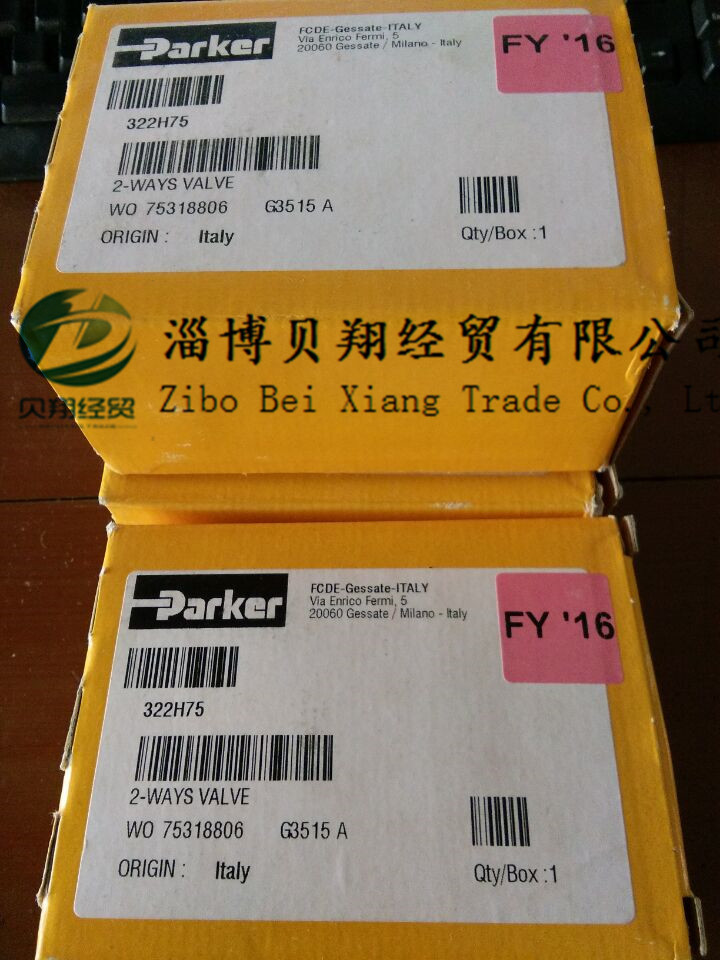 Parker
FCDE-Gessate-ITALY
Via Enrico Fermi, 5
20060 Gessate / Milano - Italy
FY '16
322H75
2-WAYS VALVE
WO 75318806 G3515 A
ORIGIN : Italy
Qty/Box :1
淄博贝翔经贸有限公司
Zibo Bei Xiang Trade Co., Lt
贝翔经贸
Parker
FCDE-Gessate-ITALY
Via Enrico Fermi, 5
20060 Gessate / Milano - Italy
FY '16
322H75
2-WAYS VALVE
WO 75318806 G3515 A
ORIGIN : Italy
Qty/Box :1